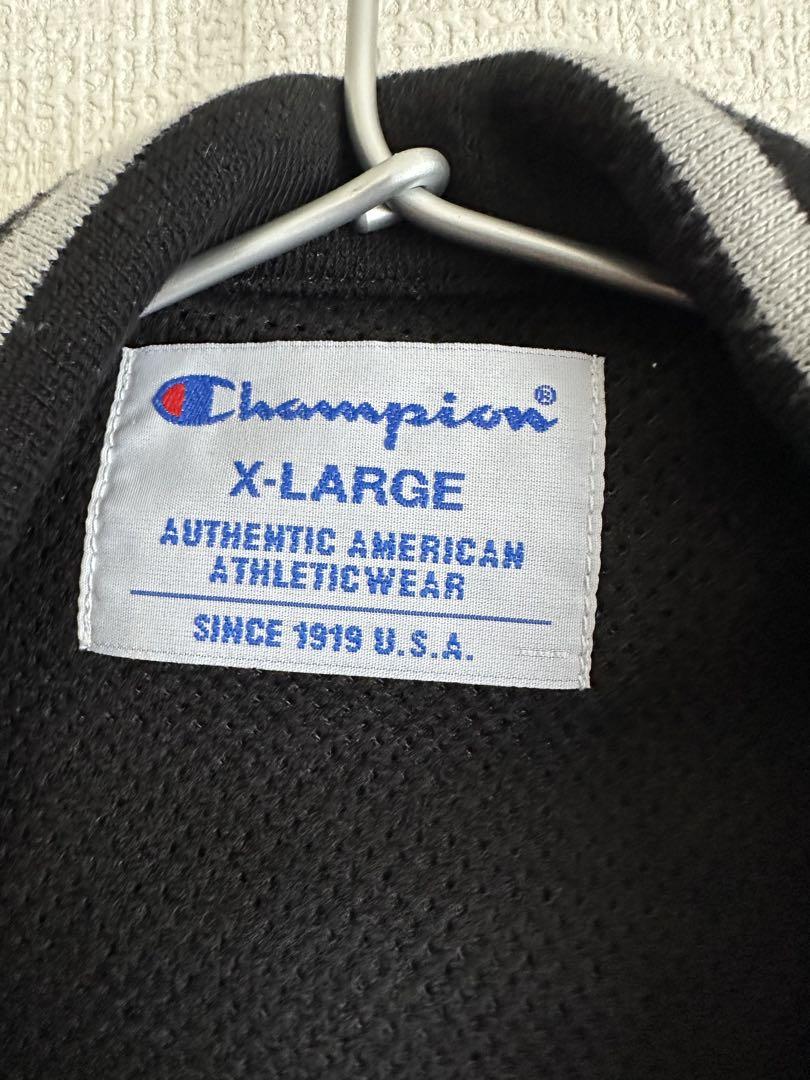 Champion®
X-LARGE
AUTHENTIC AMERICAN
ATHLETICWEAR
SINCE 1919 U.S.A.